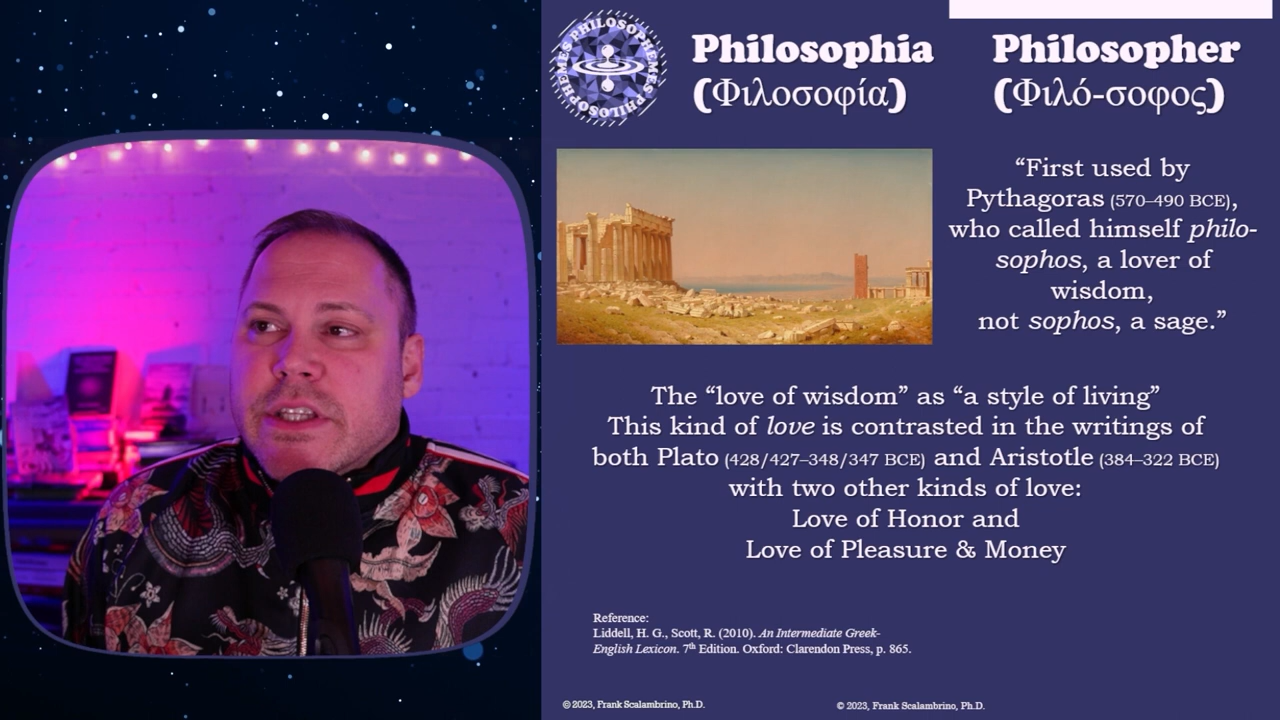 PHILOSOPHEMES PHILOSOPHEMES
Philosophia
(Φιλοσοφία)
Philosopher
(Φιλό-σοφος)
“First used by
Pythagoras (570–490 BCE),
who called himself philo-
sophos, a lover of
wisdom,
not sophos, a sage.”
The “love of wisdom” as “a style of living”
This kind of love is contrasted in the writings of
both Plato (428/427–348/347 BCE) and Aristotle (384–322 BCE)
with two other kinds of love:
Love of Honor and
Love of Pleasure & Money
Reference:
Liddell, H. G., Scott, R. (2010). An Intermediate Greek-
English Lexicon. 7th Edition. Oxford: Clarendon Press, p. 865.
© 2023, Frank Scalambrino, Ph.D.
© 2023, Frank Scalambrino, Ph.D.